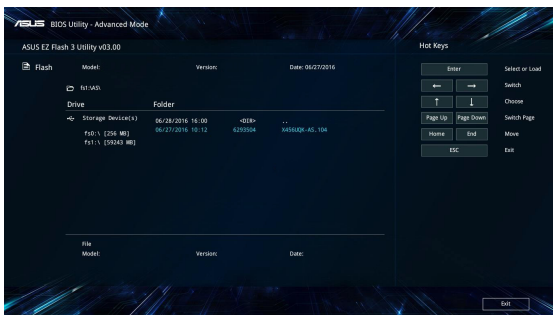 ASUS BIOS Utility - Advanced Mode
ASUS EZ Flash 3 Utility v03.00
Hot Keys
Flash Model: Version: Date: 06/27/2016
Enter Select or Load
fs1:\AS\
← → Switch
Drive Folder
↑ ↓ Choose
Storage Device(s) 06/28/2016 16:00 <DIR> ..
Page Up Page Down Switch Page
fs0:\ [256 MB] 06/27/2016 10:12 6293504 X456UQK-AS.104
Home End Move
fs1:\ [59243 MB]
ESC Exit
File
Model: Version: Date:
Exit